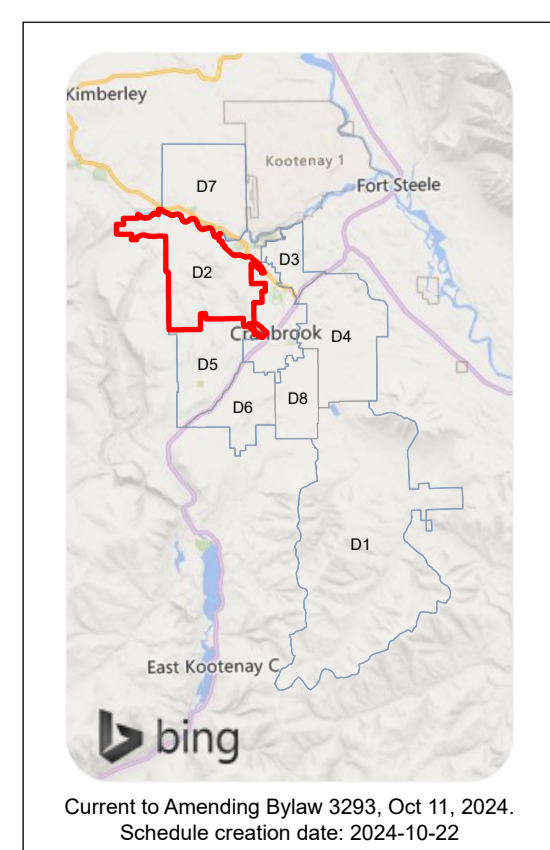 Kimberley
Kootenay 1
D7
Fort Steele
D3
D2
Cranbrook
D4
D5
D8
D6
D1
East Kootenay C
bing
Current to Amending Bylaw 3293, Oct 11, 2024.
Schedule creation date: 2024-10-22